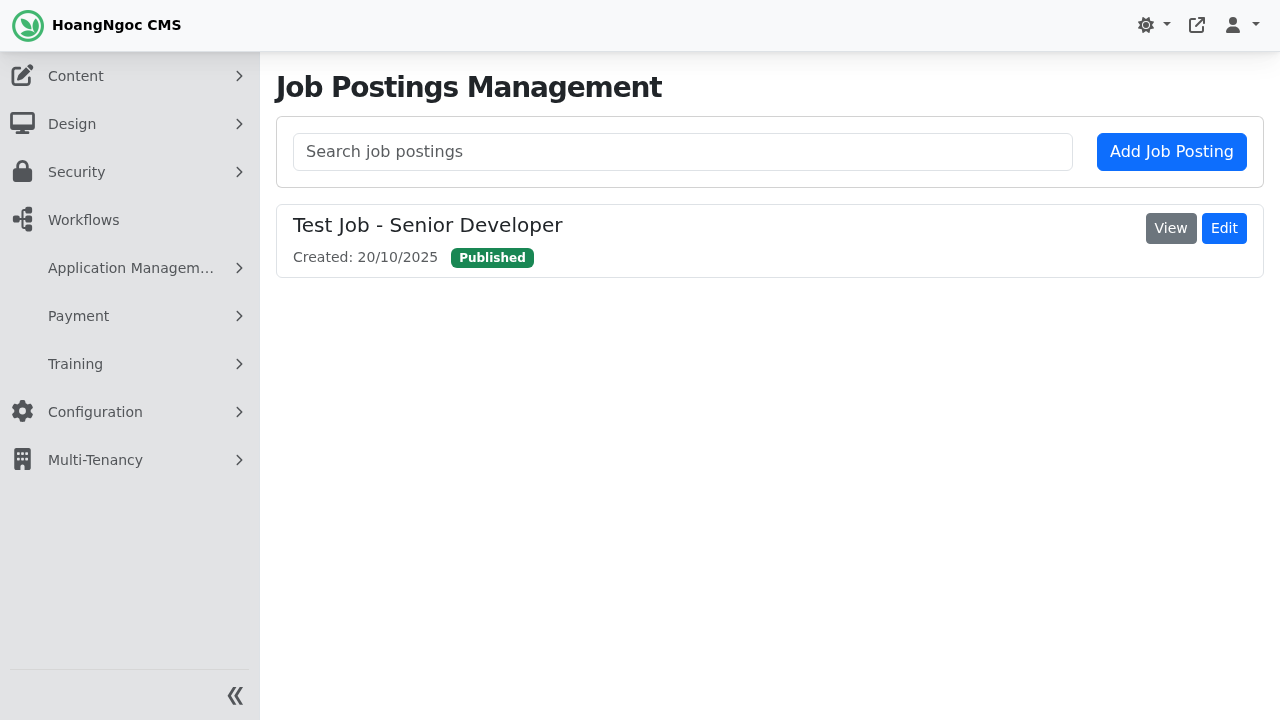 HoangNgoc CMS
Content
Design
Security
Workflows
Application Managem…
Payment
Training
Configuration
Multi-Tenancy
Job Postings Management
Search job postings
Add Job Posting
Test Job - Senior Developer
View
Edit
Created: 20/10/2025
Published